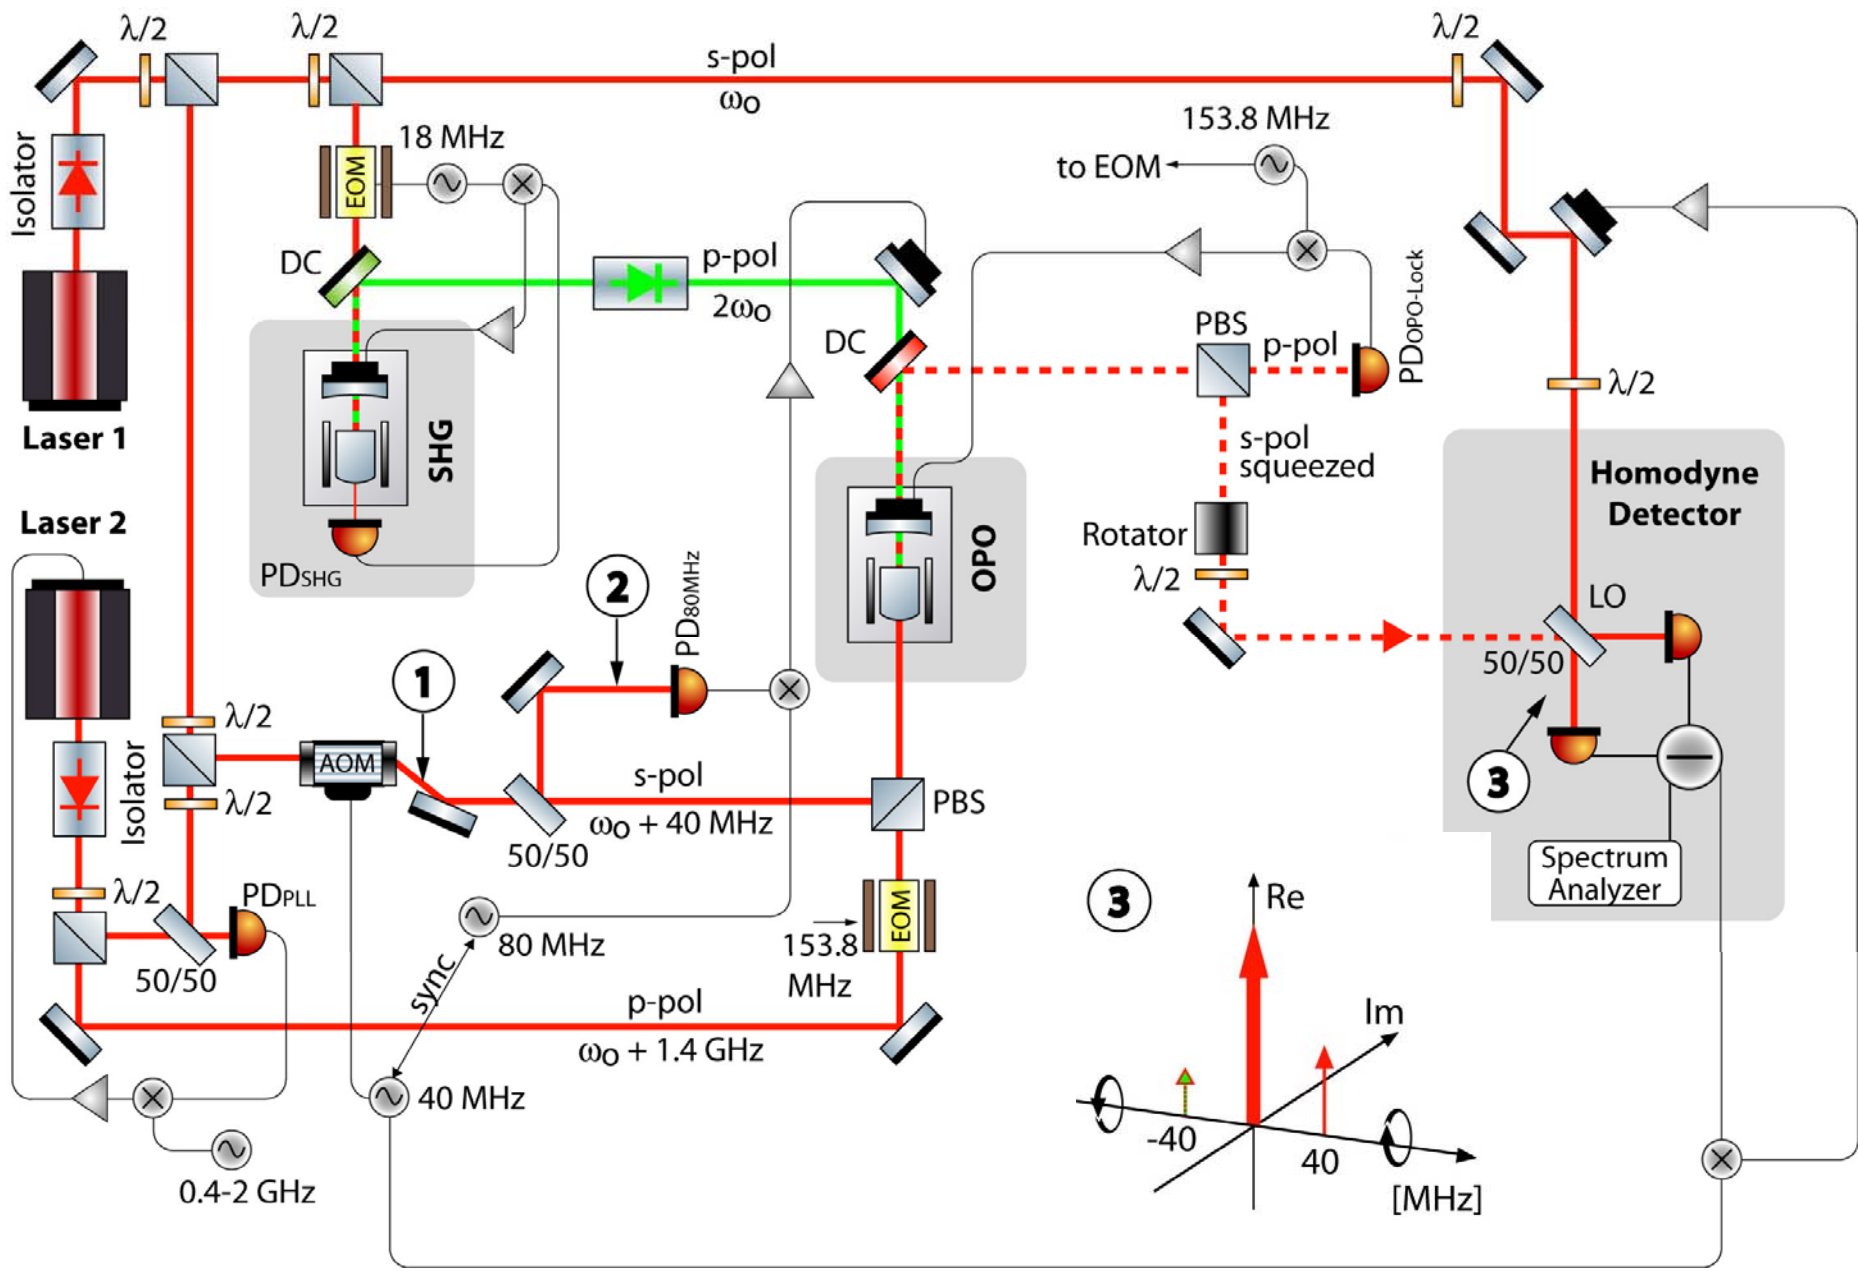 λ/2
λ/2
s-pol
ωo
λ/2
Isolator
18 MHz
EOM
153.8 MHz
to EOM
DC
p-pol
2ωo
DC
PBS
p-pol
PDOPO-Lock
λ/2
Laser 1
SHG
s-pol
squeezed
Homodyne
Detector
Laser 2
PDSHG
OPO
Rotator
λ/2
LO
50/50
2
PD80MHz
1
3
λ/2
Isolator
AOM
s-pol
ωo + 40 MHz
PBS
λ/2
50/50
Spectrum
Analyzer
λ/2
PDPLL
50/50
80 MHz
153.8
MHz
EOM
3
Re
sync
p-pol
ωo + 1.4 GHz
Im
40 MHz
-40
40
[MHz]
0.4-2 GHz